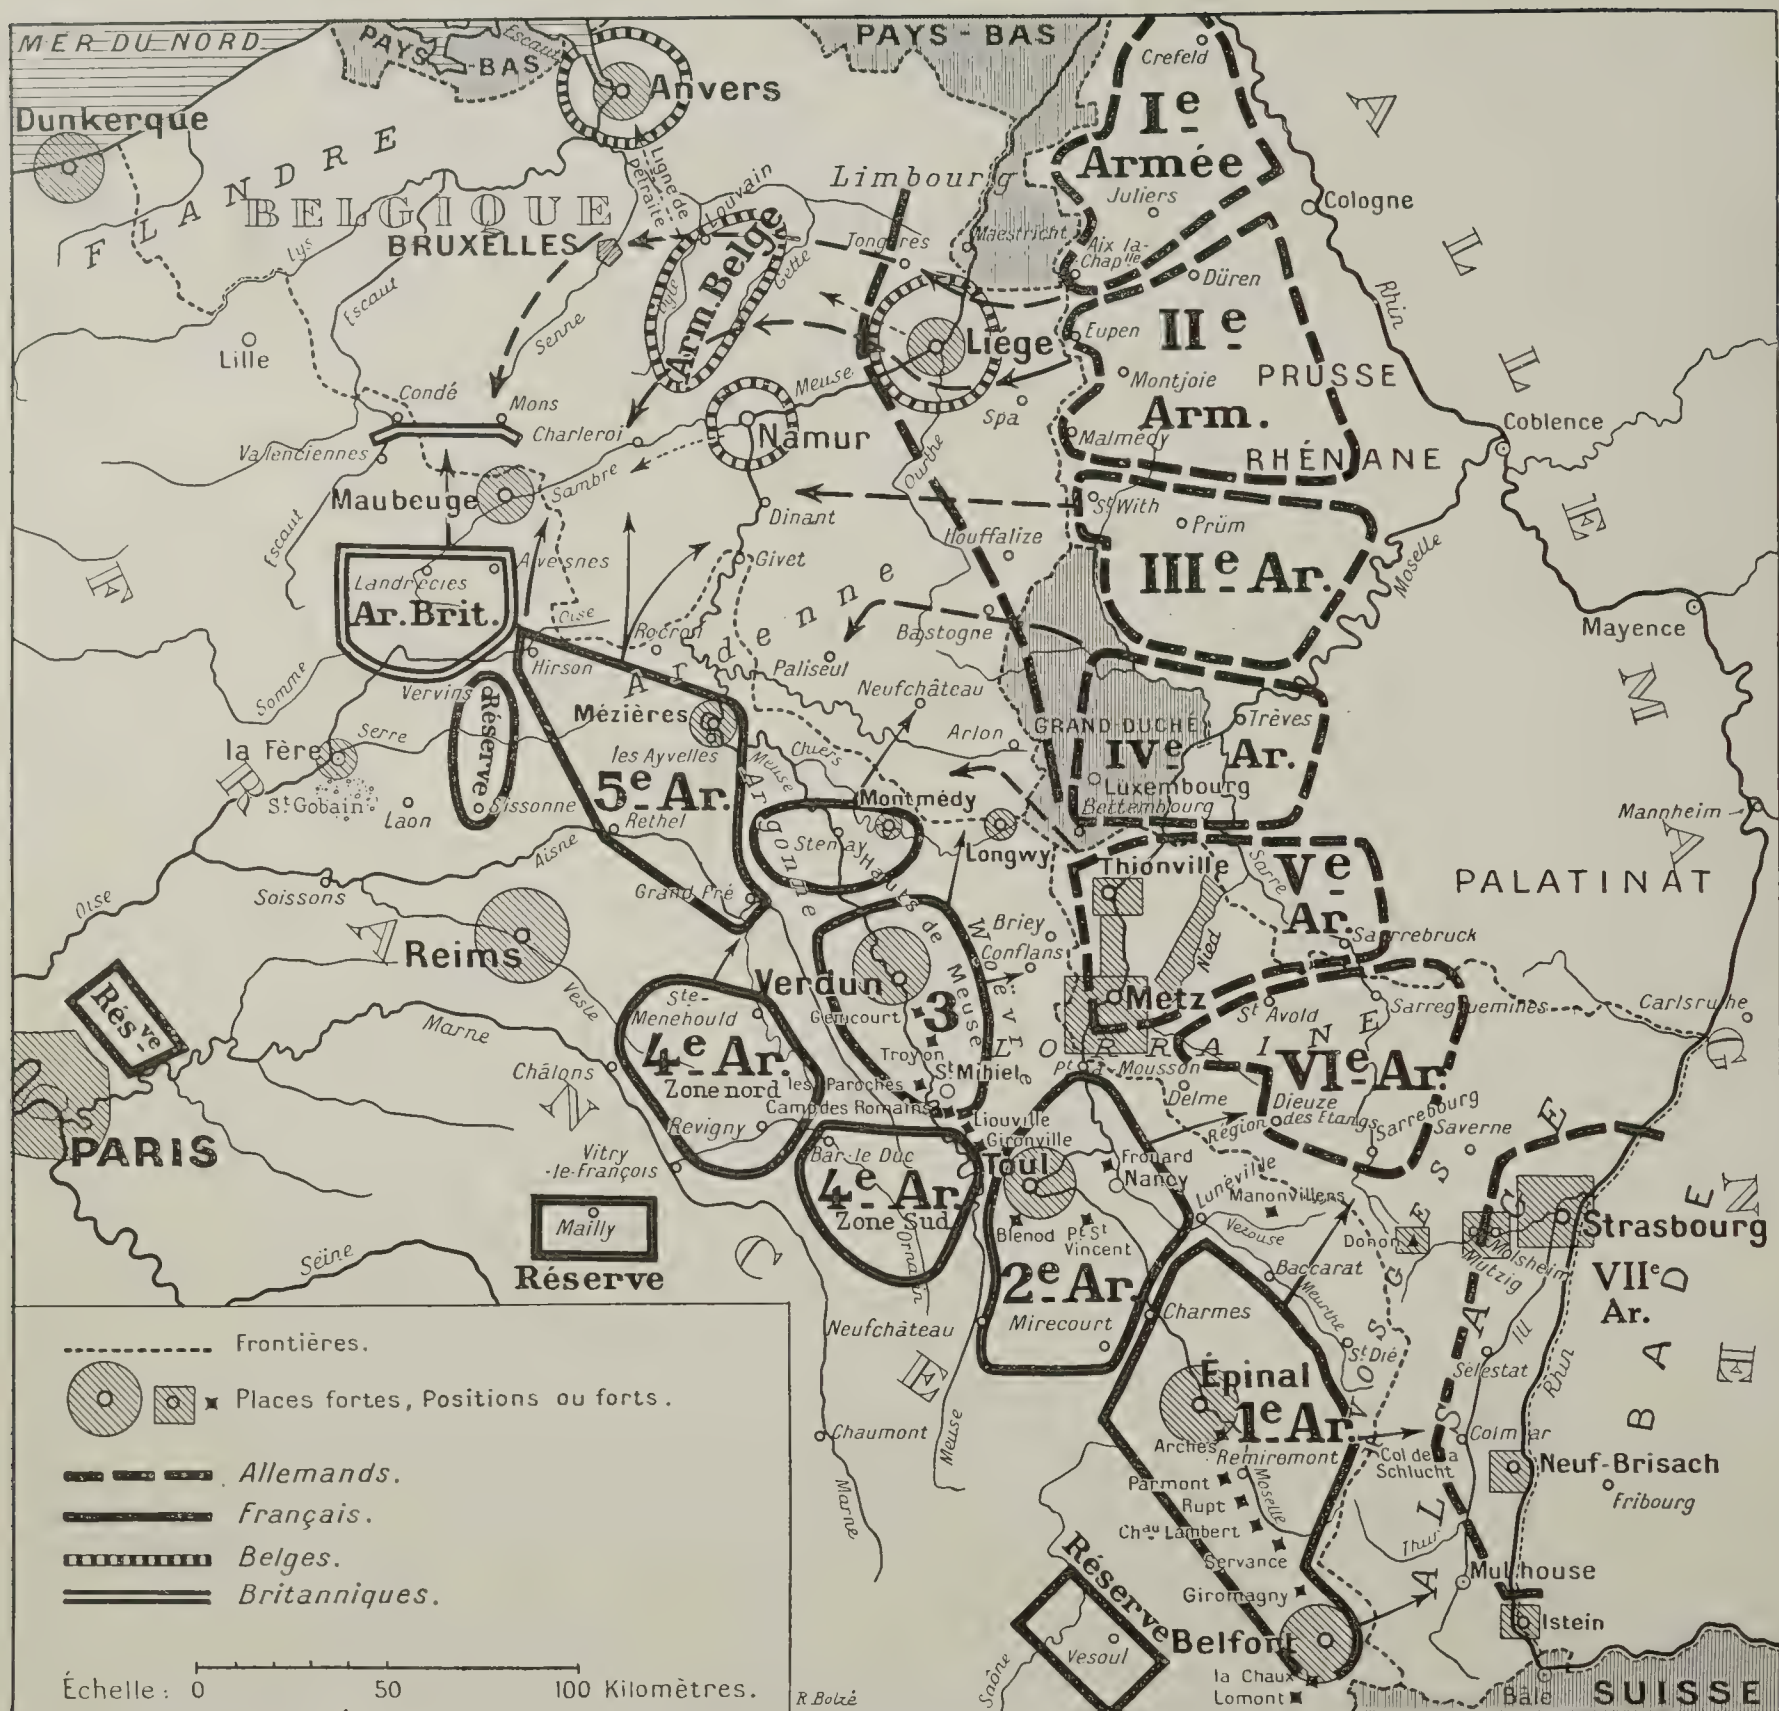 MER DU NORD
PAYS-BAS
Escaut
PAYS-BAS
Crefeld
Anvers
Dunkerque
Iᵉ
Armée
Juliers
FLANDRE
BELGIQUE
Ligne de
Retraite
Louvain
Limbourg
Cologne
ALLEMAGNE
BRUXELLES
Lys
Escaut
Senne
Dyle
Gette
Arm. Belge
Tongres
Maestricht
Aix la-
Chapˡˡᵉ
Düren
Rhin
Lille
Liège
Eupen
IIᵉ
Arm.
Montjoie
PRUSSE
RHÉNANE
Meuse
Spa
Malmédy
Coblence
Condé
Mons
Charleroi
Namur
Valenciennes
Maubeuge
Sambre
Ourthe
Escaut
Dinant
Sᵗ With
Prüm
Houffalize
IIIᵉ Ar.
Moselle
Landrecies
Avesnes
Ar. Brit.
Givet
Oise
Rocroi
Ardenne
Bastogne
Mayence
Hirson
Paliseul
Somme
Vervins
Réserve
Mézières
Neufchâteau
GRAND-DUCHÉ
Trèves
la Fère
Serre
les Ayvelles
Meuse
Chiers
Arlon
IVᵉ Ar.
Luxembourg
Bettembourg
Sᵗ Gobain
Laon
Sissonne
5ᵉ Ar.
Rethel
Argonne
Montmédy
Stenay
Longwy
Mannheim
Aisne
Soissons
Oise
Grand Pré
Hauts de Meuse
Thionville
Sarre
Vᵉ
Ar.
PALATINAT
FRANCE
Reims
Briey
Conflans
Woëvre
Nied
Sarrebruck
Résᵛᵉ
Vesle
Verdun
Metz
Sᵗ Avold
Sarreguemines
Carlsruhe
Marne
Sᵗᵉ-
Menehould
Génicourt
3
LORRAINE
4ᵉ Ar.
Zone nord
Troyon
Sᵗ Mihiel
Pᵗ à Mousson
VIᵉ Ar.
Châlons
les Paroches
Camp des Romains
Delme
Dieuze
Région des Etangs
Sarrebourg
Saverne
PARIS
Revigny
Liouville
Gironville
Vitry
-le-François
Bar-le Duc
Toul
Frouard
Nancy
4ᵉ Ar.
Zone Sud
Lunéville
Manonvillers
Vezouse
Donon
Molsheim
Mutzig
Strasbourg
VIIᵉ
Ar.
Mailly
Réserve
Seine
Ornain
Blénod
Pᵗ Sᵗ
Vincent
2ᵉ Ar.
Mirecourt
Baccarat
Meurthe
VOSGES
ALSACE
Ill
Rhin
BADE
Neufchâteau
Charmes
Sᵗ Dié
Sélestat
Épinal
1ᵉ Ar.
Arches
Remiremont
Col de la
Schlucht
Colmar
Neuf-Brisach
Fribourg
Chaumont
Meuse
Marne
Parmont
Rupt
Moselle
Chᵃᵘ Lambert
Servance
Thur
Mulhouse
Giromagny
Istein
Réserve
Vesoul
Saône
Belfort
la Chaux
Lomont
Bâle
SUISSE
Frontières.
Places fortes, Positions ou forts.
Allemands.
Français.
Belges.
Britanniques.
Échelle : 0 50 100 Kilomètres.
R. Bolzé